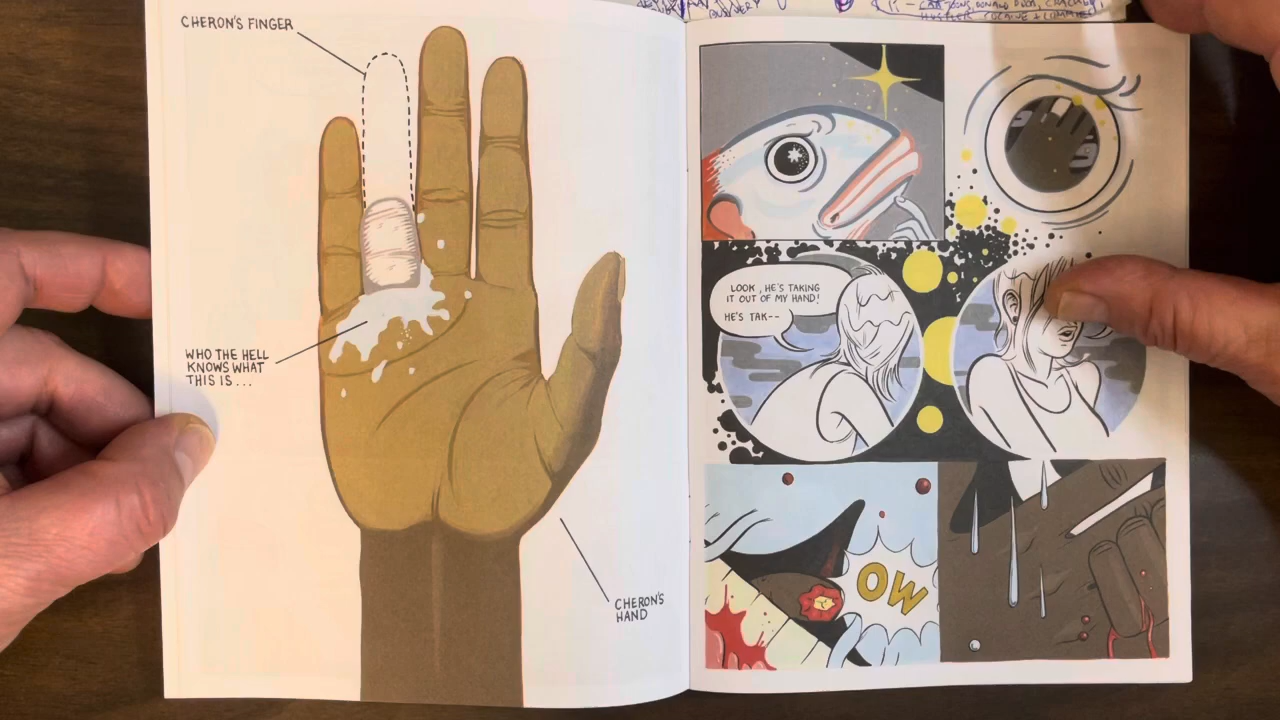 CHERON'S FINGER
WHO THE HELL
KNOWS WHAT
THIS IS...
CHERON'S
HAND
LOOK, HE'S TAKING
IT OUT OF MY HAND!
HE'S TAK--
OW